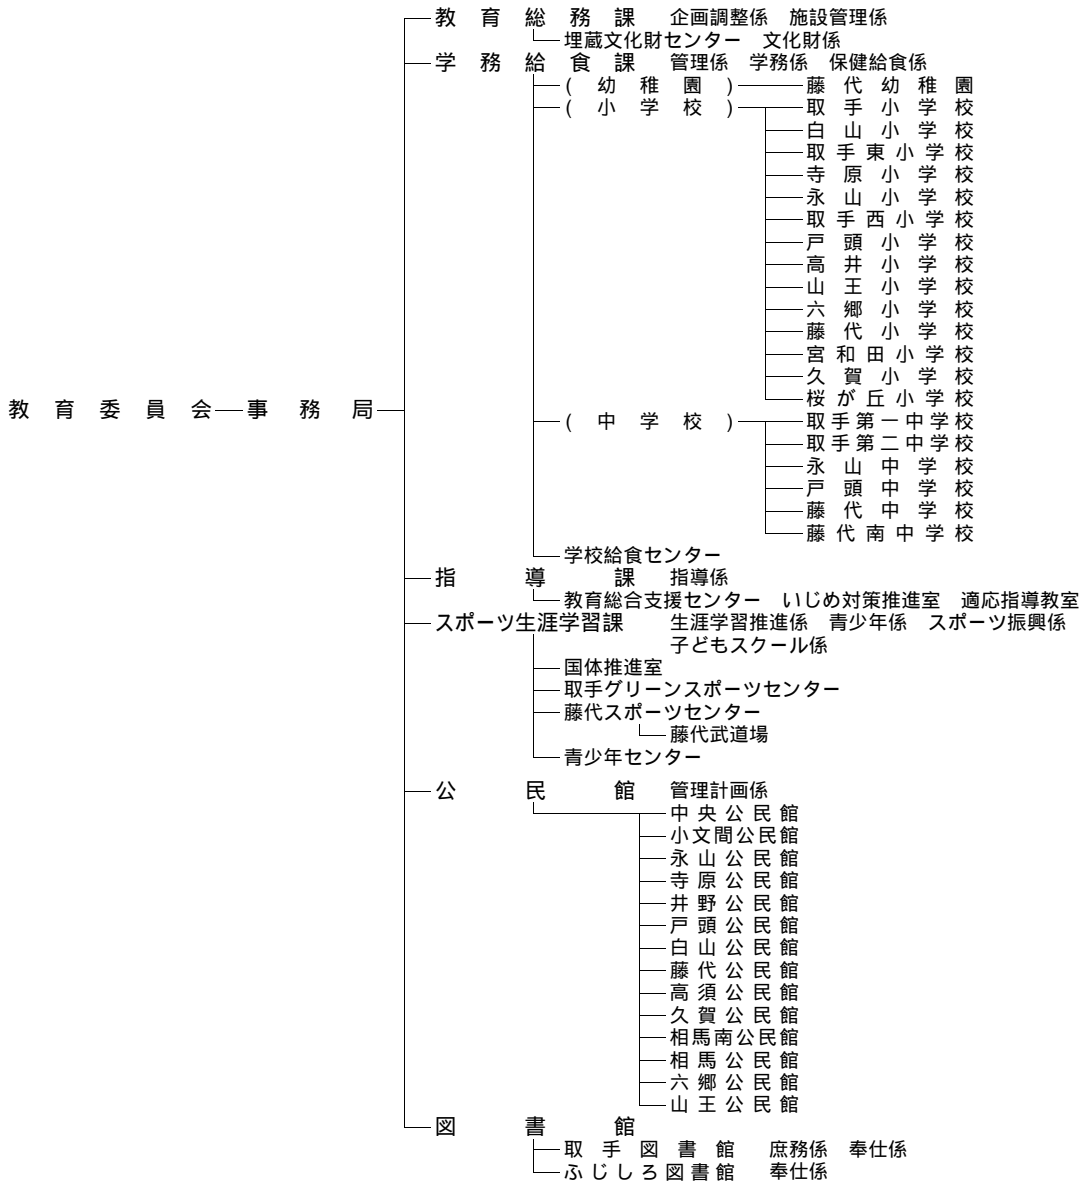 教育総務課 企画調整係 施設管理係
埋蔵文化財センター 文化財係
学務給食課 管理係 学務係 保健給食係
(幼稚園) 藤代幼稚園
(小学校) 取手小学校
白山小学校
取手東小学校
寺原小学校
永山小学校
取手西小学校
戸頭小学校
高井小学校
山王小学校
六郷小学校
藤代小学校
宮和田小学校
久賀小学校
桜が丘小学校
教育委員会 事務局
(中学校) 取手第一中学校
取手第二中学校
永山中学校
戸頭中学校
藤代中学校
藤代南中学校
学校給食センター
指導課 指導係
教育総合支援センター いじめ対策推進室 適応指導教室
スポーツ生涯学習課 生涯学習推進係 青少年係 スポーツ振興係
子どもスクール係
国体推進室
取手グリーンスポーツセンター
藤代スポーツセンター
藤代武道場
青少年センター
公民館 管理計画係
中央公民館
小文間公民館
永山公民館
寺原公民館
井野公民館
戸頭公民館
白山公民館
藤代公民館
高須公民館
久賀公民館
相馬南公民館
相馬公民館
六郷公民館
山王公民館
図書館
取手図書館 庶務係 奉仕係
ふじしろ図書館 奉仕係